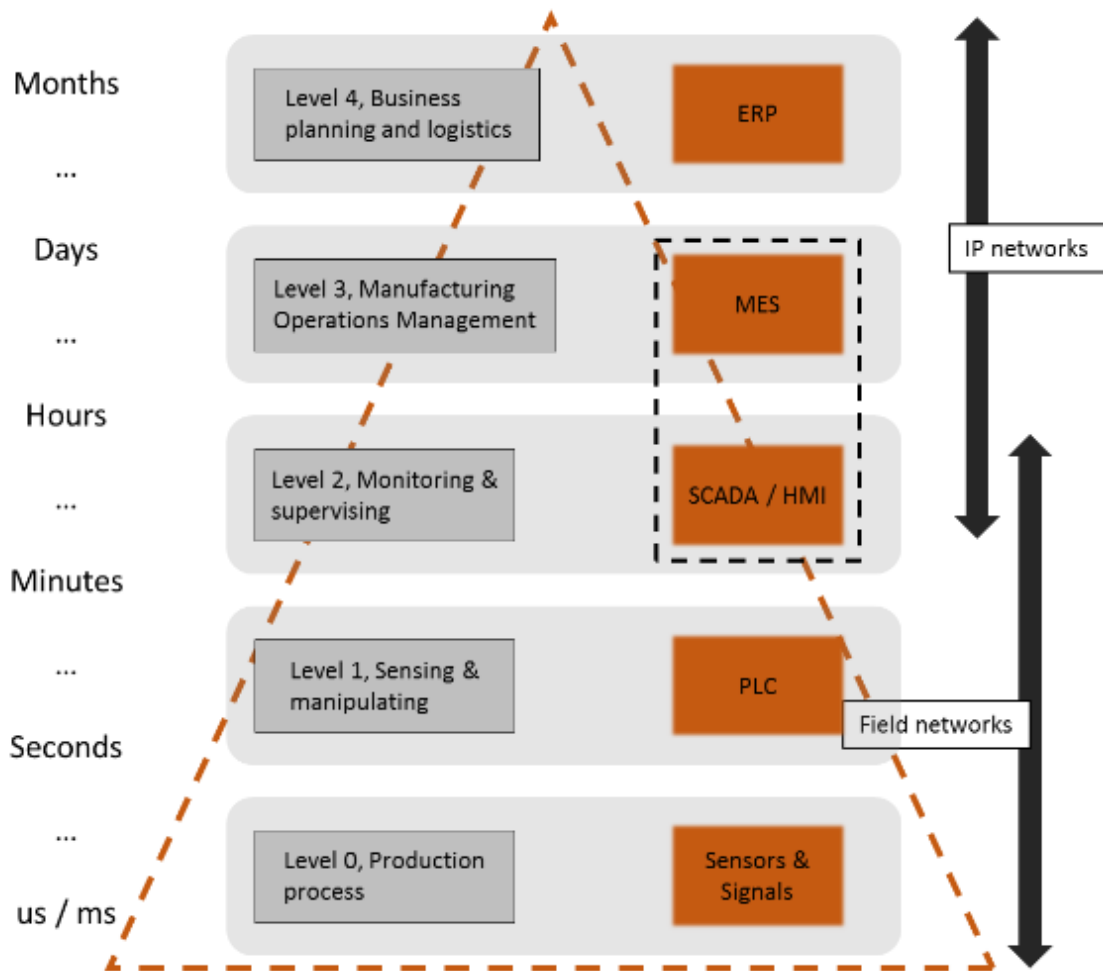 Months
...
Days
...
Hours
...
Minutes
...
Seconds
...
us / ms
Level 4, Business
planning and logistics
ERP
Level 3, Manufacturing
Operations Management
MES
Level 2, Monitoring &
supervising
SCADA / HMI
Level 1, Sensing &
manipulating
PLC
Level 0, Production
process
Sensors &
Signals
IP networks
Field networks